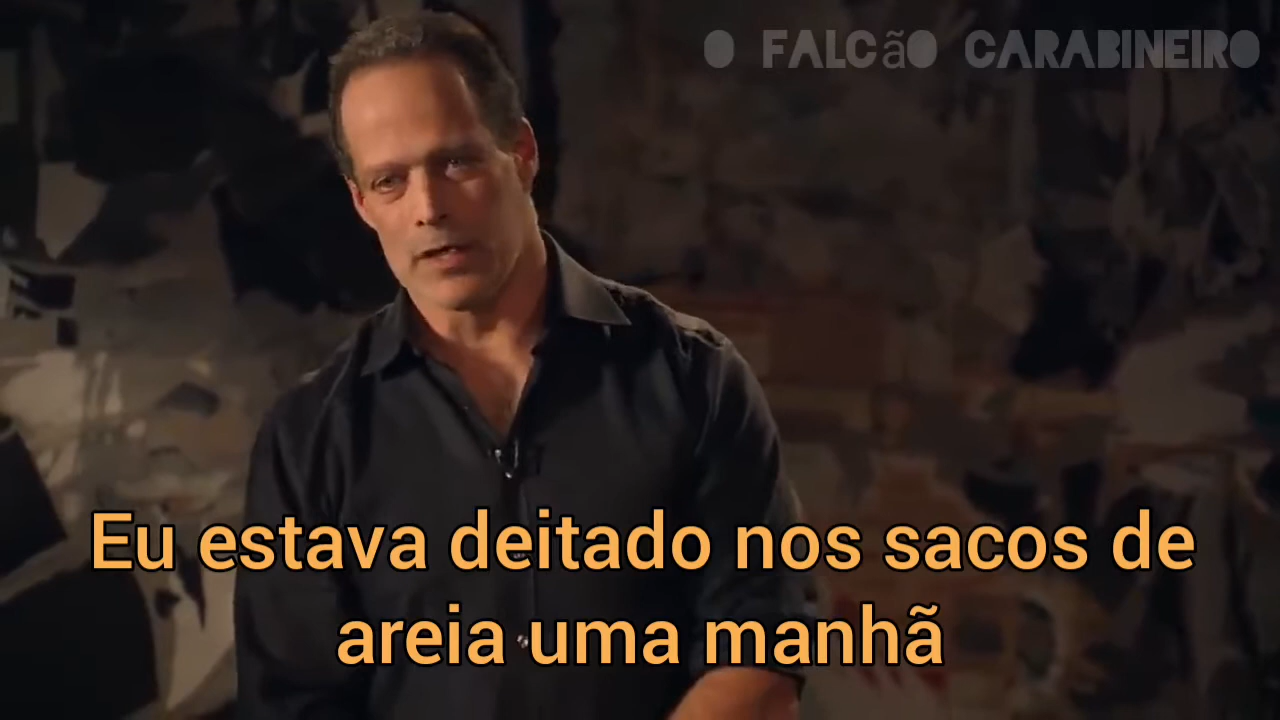 O FALCãO CARABINEIRO
Eu estava deitado nos sacos de
areia uma manhã